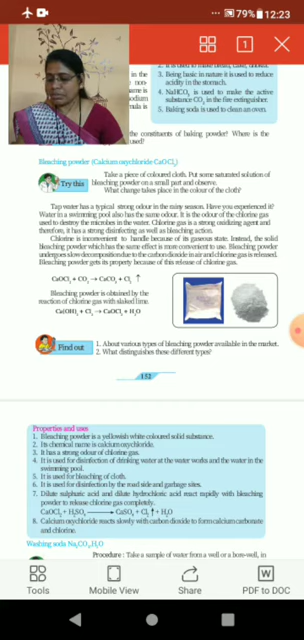 79% 12:23
1
in the
3. Being basic in nature it is used to reduce
acidity in the stomach.
4. NaHCO₃ is used to make the active
substance CO₂ in the fire extinguisher.
5. Baking soda is used to clean an oven.
the constituents of baking powder? Where is the
used?
Bleaching powder (Calcium oxychloride CaOCl₂)
Try this
Take a piece of coloured cloth. Put some saturated solution of
bleaching powder on a small part and observe.
What change takes place in the colour of the cloth?
Tap water has a typical strong odour in the rainy season. Have you experienced it?
Water in a swimming pool also has the same odour. It is the odour of the chlorine gas
used to destroy the microbes in the water. Chlorine gas is a strong oxidizing agent and
therefore, it has a strong disinfecting as well as bleaching action.
Chlorine is inconvenient to handle because of its gaseous state. Instead, the solid
bleaching powder which has the same effect is more convenient to use. Bleaching powder
undergoes slow decomposition due to the carbon dioxide in air and chlorine gas is released.
Bleaching powder gets its property because of this release of chlorine gas.
CaOCl₂ + CO₂ → CaCO₃ + Cl₂ ↑
Bleaching powder is obtained by the
reaction of chlorine gas with slaked lime.
Ca(OH)₂ + Cl₂ → CaOCl₂ + H₂O
Find out
1. About various types of bleaching powder available in the market.
2. What distinguishes these different types?
152
Properties and uses
1. Bleaching powder is a yellowish white coloured solid substance.
2. Its chemical name is calcium oxychloride.
3. It has a strong odour of chlorine gas.
4. It is used for disinfection of drinking water at the water works and the water in the
swimming pool.
5. It is used for bleaching of cloth.
6. It is used for disinfection by the road side and garbage sites.
7. Dilute sulphuric acid and dilute hydrochloric acid react rapidly with bleaching
powder to release chlorine gas completely.
CaOCl₂ + H₂SO₄ → CaSO₄ + Cl₂ ↑ + H₂O
8. Calcium oxychloride reacts slowly with carbon dioxide to form calcium carbonate
and chlorine.
Procedure : Take a sample of water from a well or a bore-well, in
Tools
Mobile View
Share
PDF to DOC